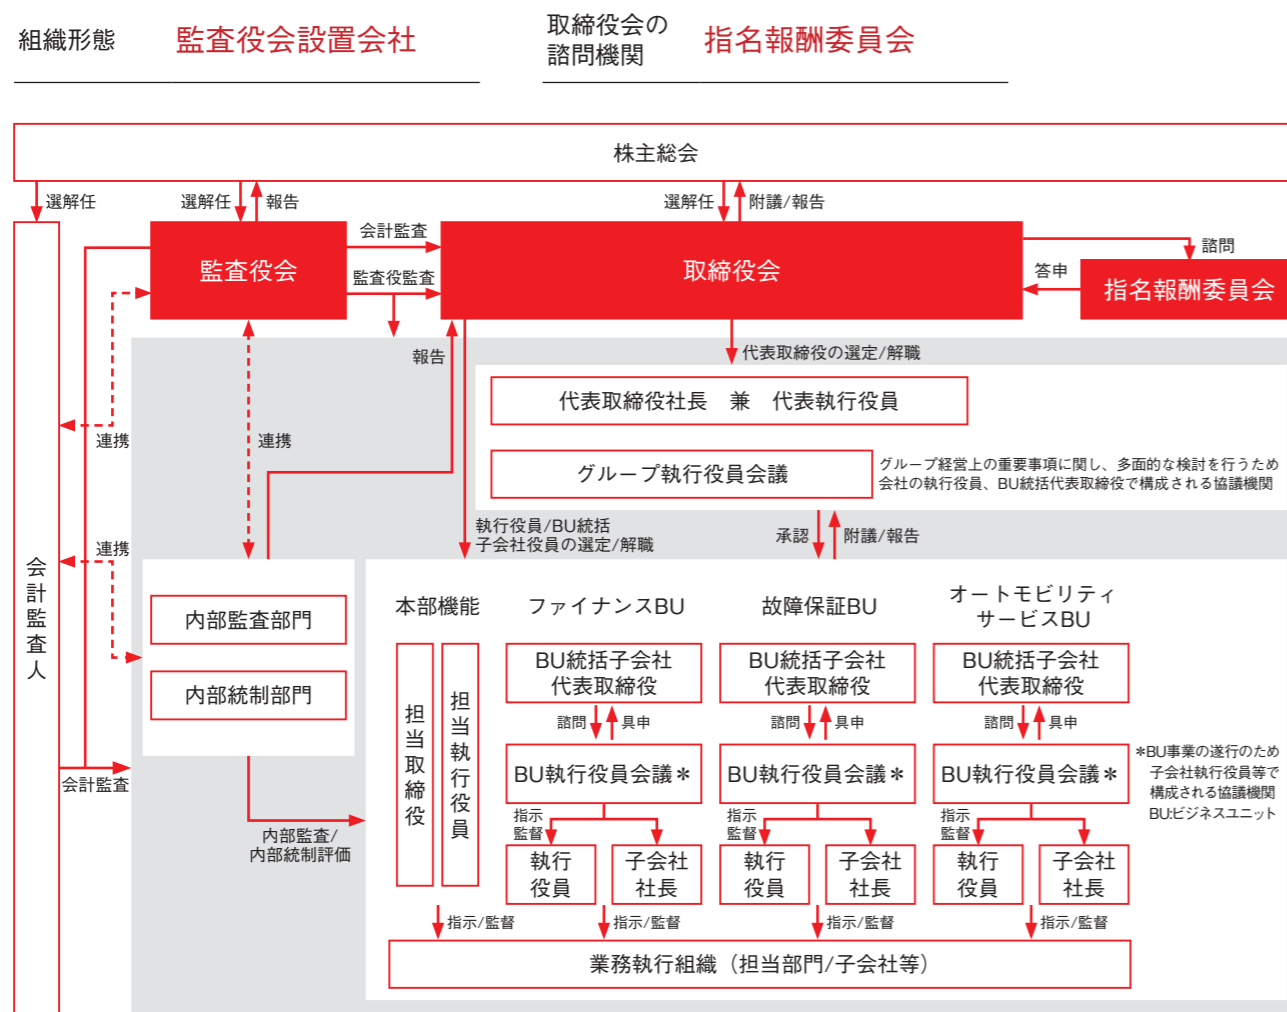 組織形態
監査役会設置会社
取締役会の
諮問機関
指名報酬委員会
株主総会
選解任
選解任
報告
選解任
附議/報告
監査役会
会計監査
監査役監査
取締役会
諮問
答申
指名報酬委員会
報告
代表取締役の選定/解職
代表取締役社長　兼　代表執行役員
連携
連携
グループ執行役員会議
グループ経営上の重要事項に関し、多面的な検討を行うため
会社の執行役員、BU統括代表取締役で構成される協議機関
執行役員/BU統括
子会社役員の選定/解職
承認
附議/報告
連携
会計監査人
内部監査部門
内部統制部門
本部機能
ファイナンスBU
故障保証BU
オートモビリティ
サービスBU
担当取締役
担当執行役員
BU統括子会社
代表取締役
BU統括子会社
代表取締役
BU統括子会社
代表取締役
諮問
具申
諮問
具申
諮問
具申
BU執行役員会議＊
BU執行役員会議＊
BU執行役員会議＊
＊BU事業の遂行のため
子会社執行役員等で
構成される協議機関
BU:ビジネスユニット
会計監査
内部監査/
内部統制評価
指示
監督
指示
監督
指示
監督
執行
役員
子会社
社長
執行
役員
子会社
社長
執行
役員
子会社
社長
指示/監督
指示/監督
指示/監督
指示/監督
業務執行組織（担当部門/子会社等）